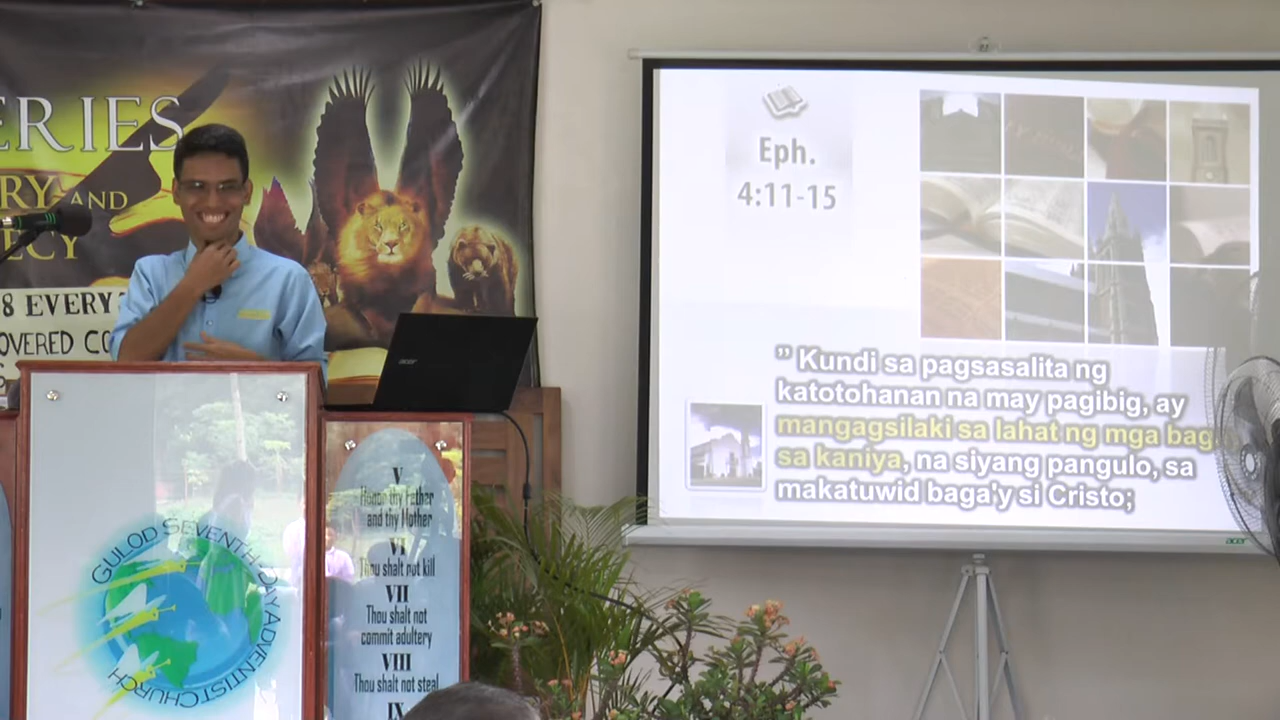 ERIES
RY AND
ECY
8 EVERY
OVERED CO
acer
GULOD SEVENTH-DAY ADVENTIST CHURCH
V
Honor thy Father
and thy Mother
VI
Thou shalt not kill
VII
Thou shalt not
commit adultery
VIII
Thou shalt not steal
IX
Eph.
4:11-15
” Kundi sa pagsasalita ng
katotohanan na may pagibig, ay
mangagsilaki sa lahat ng mga bag
sa kaniya, na siyang pangulo, sa
makatuwid baga'y si Cristo;
acer